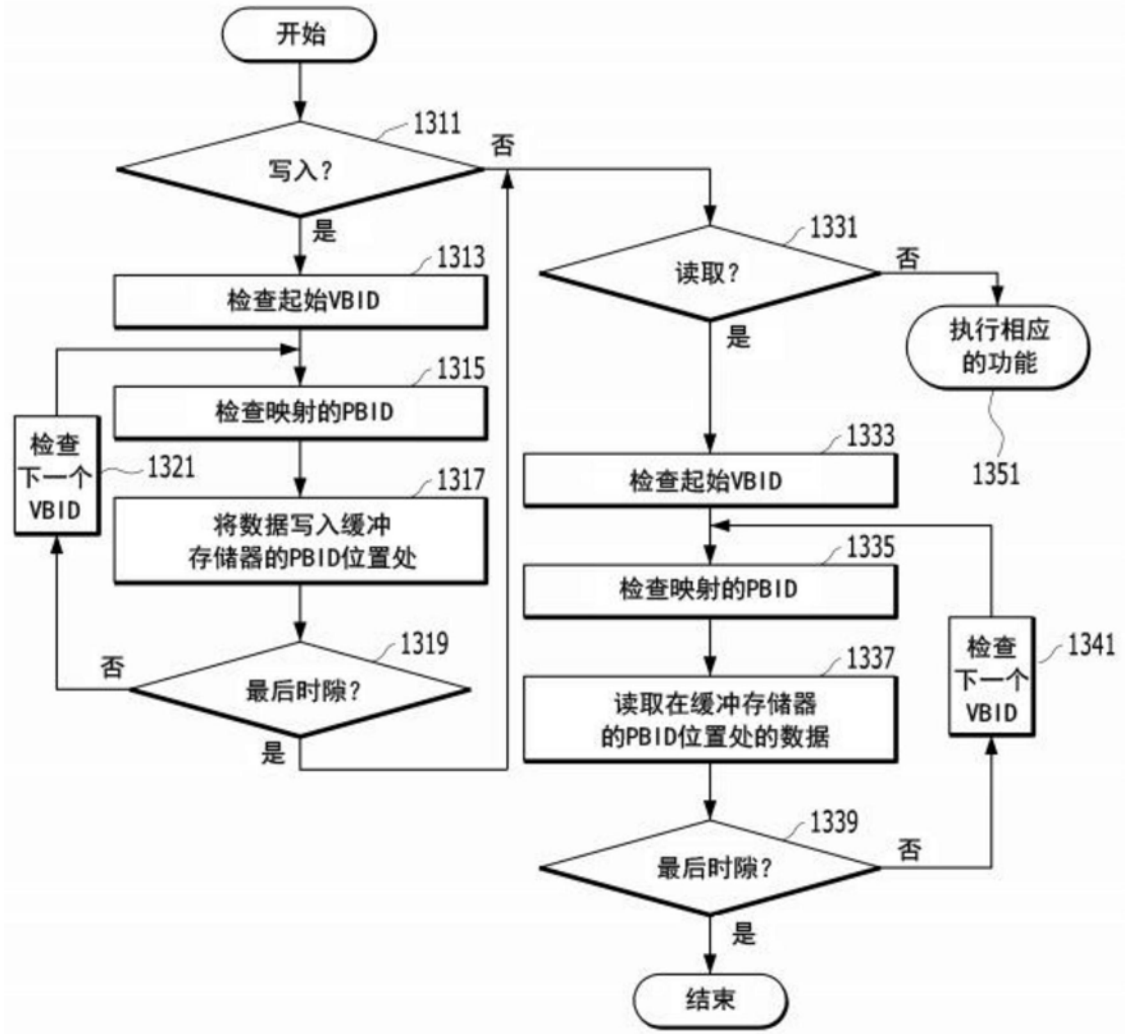 开始
1311
写入?
否
是
1313
检查起始VBID
1315
检查映射的PBID
检查
下一个
VBID
1321
1317
将数据写入缓冲
存储器的PBID位置处
1319
否
最后时隙?
是
1331
读取?
否
是
执行相应
的功能
1351
1333
检查起始VBID
1335
检查映射的PBID
检查
下一个
VBID
1341
1337
读取在缓冲存储器
的PBID位置处的数据
1339
最后时隙?
否
是
结束